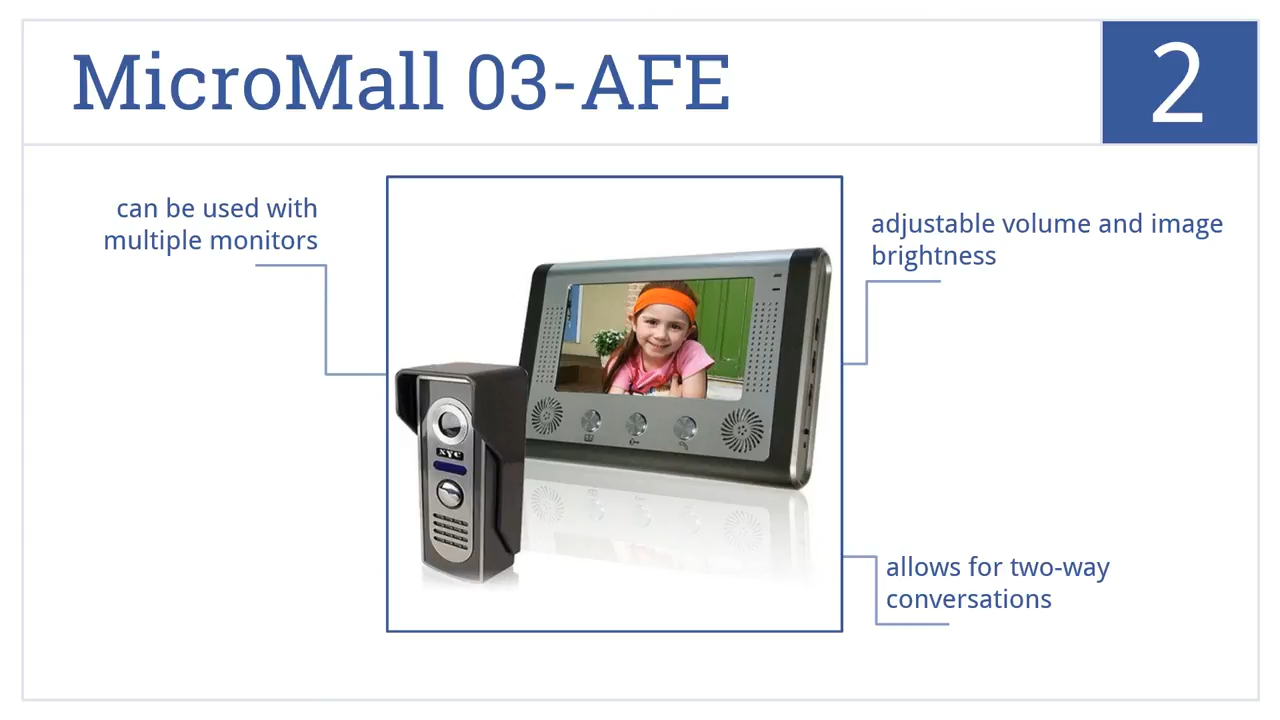 MicroMall 03-AFE
2
can be used with
multiple monitors
adjustable volume and image
brightness
xyc
allows for two-way
conversations